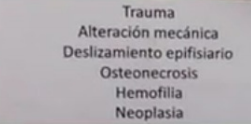 Trauma
Alteración mecánica
Deslizamiento epifisiario
Osteonecrosis
Hemofilia
Neoplasia